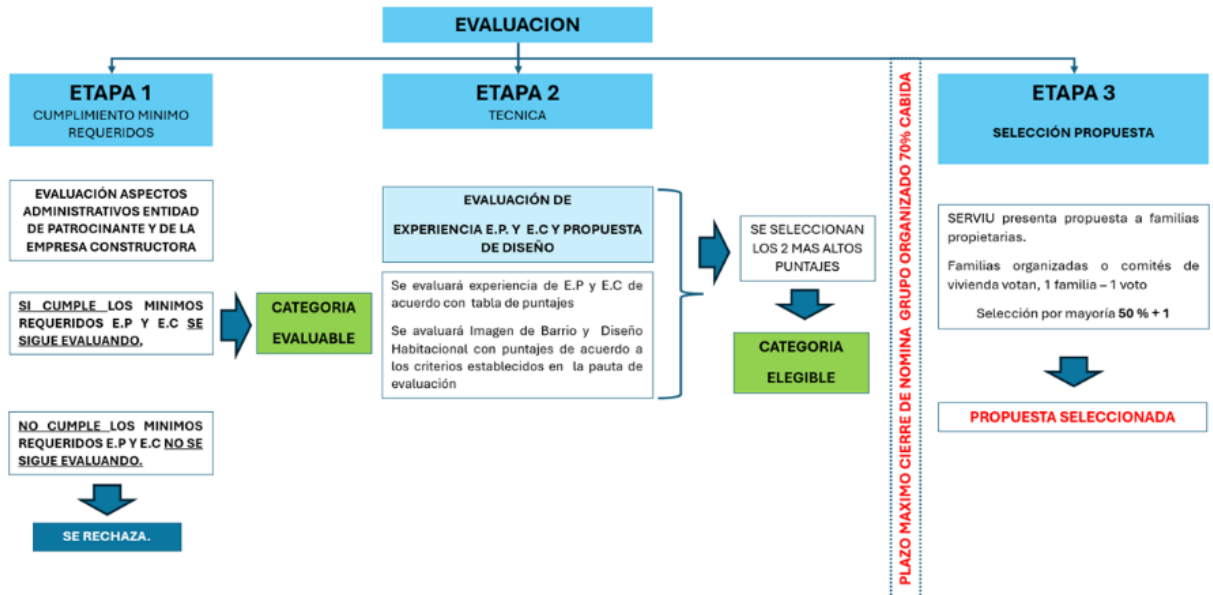 EVALUACION
ETAPA 1
CUMPLIMIENTO MINIMO
REQUERIDOS
EVALUACIÓN ASPECTOS
ADMINISTRATIVOS ENTIDAD
DE PATROCINANTE Y DE LA
EMPRESA CONSTRUCTORA
SI CUMPLE LOS MINIMOS
REQUERIDOS E.P Y E.C SE
SIGUE EVALUANDO,
CATEGORIA
EVALUABLE
NO CUMPLE LOS MINIMOS
REQUERIDOS E.P Y E.C NO SE
SIGUE EVALUANDO.
SE RECHAZA.
ETAPA 2
TECNICA
EVALUACIÓN DE
EXPERIENCIA E.P. Y E.C Y PROPUESTA
DE DISEÑO
Se evaluará experiencia de E.P y E.C de
acuerdo con tabla de puntajes
Se avaluará Imagen de Barrio y Diseño
Habitacional con puntajes de acuerdo a
los criterios establecidos en la pauta de
evaluación
SE SELECCIONAN
LOS 2 MAS ALTOS
PUNTAJES
CATEGORIA
ELEGIBLE
PLAZO MAXIMO CIERRE DE NOMINA GRUPO ORGANIZADO 70% CABIDA
ETAPA 3
SELECCIÓN PROPUESTA
SERVIU presenta propuesta a familias
propietarias.
Familias organizadas o comités de
vivienda votan, 1 familia – 1 voto
Selección por mayoría 50 % + 1
PROPUESTA SELECCIONADA